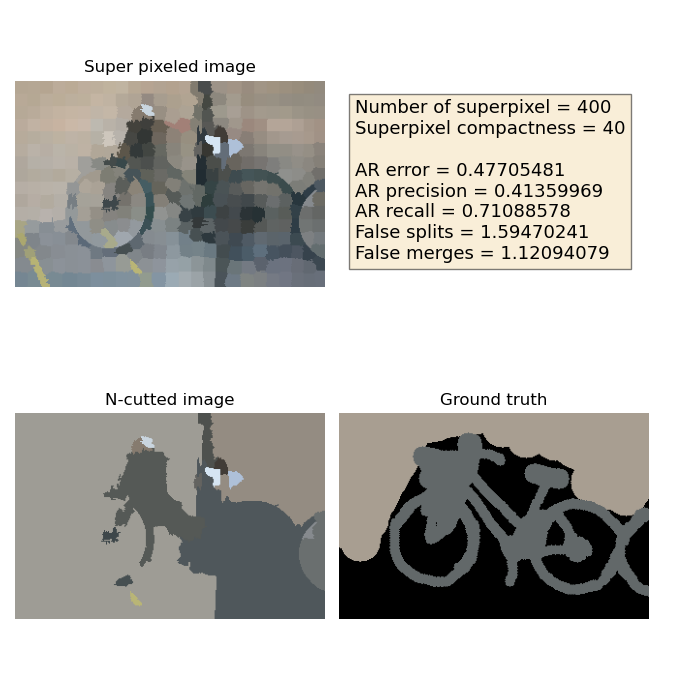 Super pixeled image
Number of superpixel = 400
Superpixel compactness = 40
AR error = 0.47705481
AR precision = 0.41359969
AR recall = 0.71088578
False splits = 1.59470241
False merges = 1.12094079
N-cutted image
Ground truth